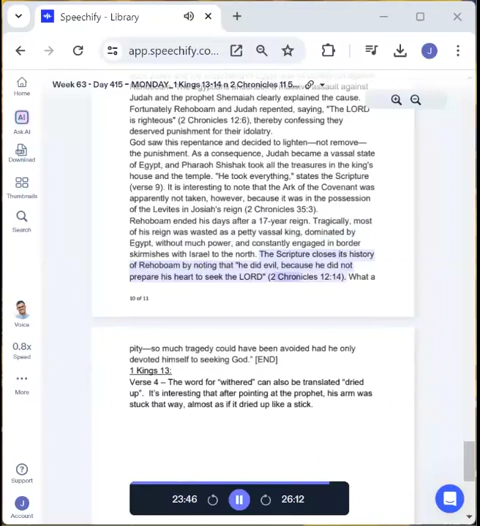 Speechify - Library
app.speechify.co...
J
Week 63 - Day 415 -- MONDAY
1 Kings 13-14 n 2 Chronicles 11.5...
Home
AI
Ask AI
Download
Thumbnails
Search
Voice
0.8x
Speed
More
Support
J
Account
Judah and the prophet Shemaiah clearly explained the cause.
Fortunately Rehoboam and Judah repented, saying, "The LORD
is righteous" (2 Chronicles 12:6), thereby confessing they
deserved punishment for their idolatry.
God saw this repentance and decided to lighten—not remove—
the punishment. As a consequence, Judah became a vassal state
of Egypt, and Pharaoh Shishak took all the treasures in the king's
house and the temple. "He took everything," states the Scripture
(verse 9). It is interesting to note that the Ark of the Covenant was
apparently not taken, however, because it was in the possession
of the Levites in Josiah's reign (2 Chronicles 35:3).
Rehoboam ended his days after a 17-year reign. Tragically, most
of his reign was wasted as a petty vassal king, dominated by
Egypt, without much power, and constantly engaged in border
skirmishes with Israel to the north. The Scripture closes its history
of Rehoboam by noting that "he did evil, because he did not
prepare his heart to seek the LORD" (2 Chronicles 12:14). What a
10 of 11
pity—so much tragedy could have been avoided had he only
devoted himself to seeking God." [END]
1 Kings 13:
Verse 4 – The word for "withered" can also be translated "dried
up". It's interesting that after pointing at the prophet, his arm was
stuck that way, almost as if it dried up like a stick.
23:46
26:12